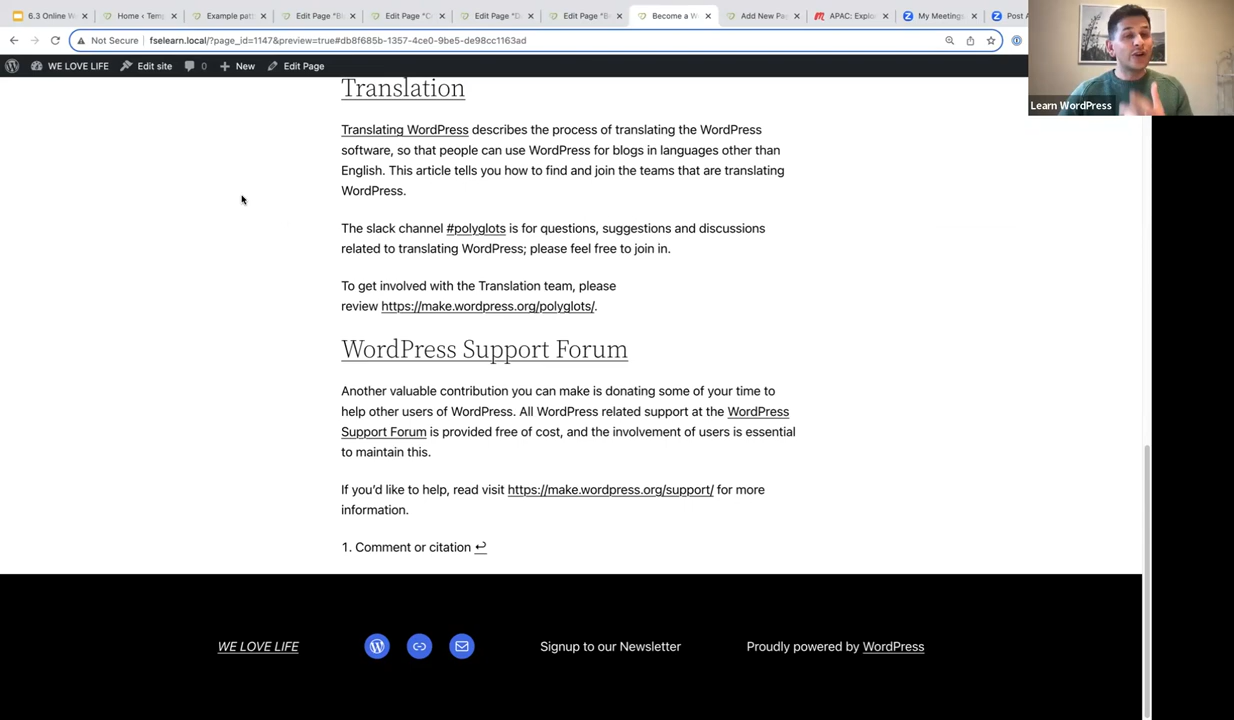 6.3 Online W
Home ‹ Temp
Example pat
Edit Page "B
Edit Page "C
Edit Page "D
Edit Page "B
Become a W
Add New Pa
APAC: Explo
My Meetings
Post A
Not Secure
fselearn.local/?page_id=1147&preview=true#db8f685b-1357-4ce0-9be5-de98cc1163ad
WE LOVE LIFE
Edit site
0
New
Edit Page
Learn WordPress
Translation
Translating WordPress describes the process of translating the WordPress
software, so that people can use WordPress for blogs in languages other than
English. This article tells you how to find and join the teams that are translating
WordPress.
The slack channel #polyglots is for questions, suggestions and discussions
related to translating WordPress; please feel free to join in.
To get involved with the Translation team, please
review https://make.wordpress.org/polyglots/.
WordPress Support Forum
Another valuable contribution you can make is donating some of your time to
help other users of WordPress. All WordPress related support at the WordPress
Support Forum is provided free of cost, and the involvement of users is essential
to maintain this.
If you’d like to help, read visit https://make.wordpress.org/support/ for more
information.
1. Comment or citation ↩
WE LOVE LIFE
Signup to our Newsletter
Proudly powered by WordPress